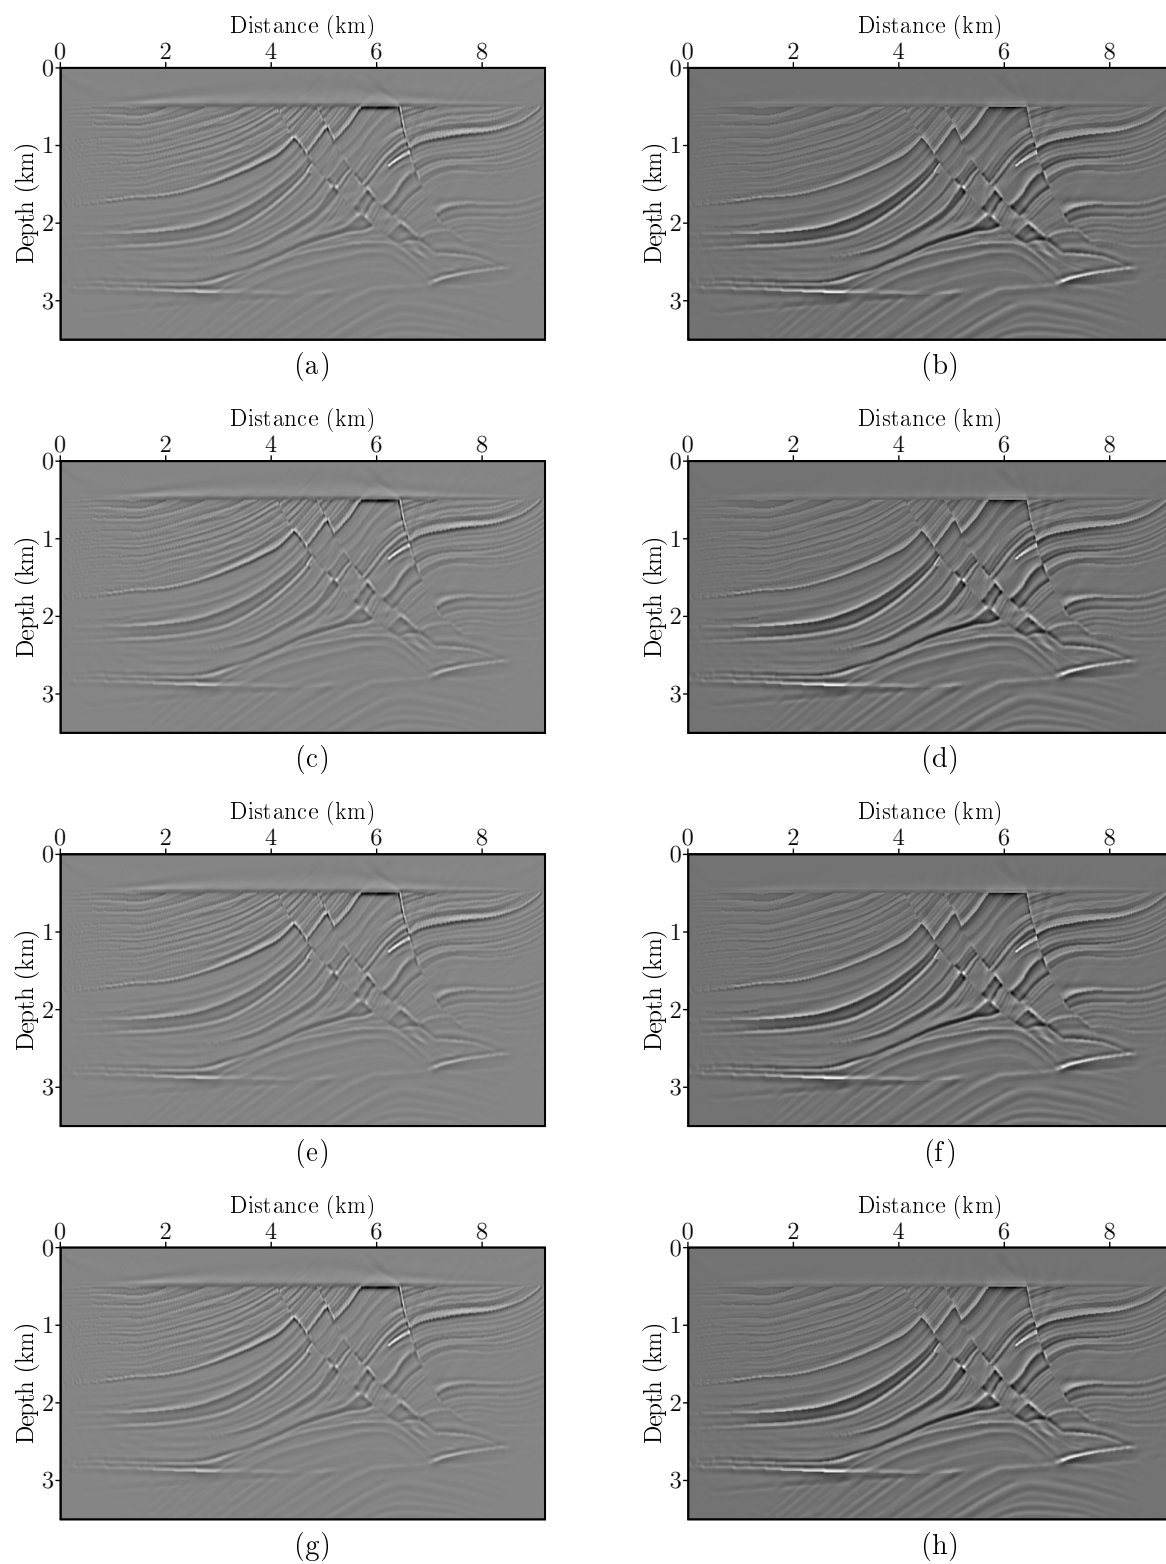 Distance (km) Distance (km)
0 2 4 6 8 0 2 4 6 8
0 0
1 1
Depth (km) Depth (km)
2 2
3 3
(a) (b)
Distance (km) Distance (km)
0 2 4 6 8 0 2 4 6 8
0 0
1 1
Depth (km) Depth (km)
2 2
3 3
(c) (d)
Distance (km) Distance (km)
0 2 4 6 8 0 2 4 6 8
0 0
1 1
Depth (km) Depth (km)
2 2
3 3
(e) (f)
Distance (km) Distance (km)
0 2 4 6 8 0 2 4 6 8
0 0
1 1
Depth (km) Depth (km)
2 2
3 3
(g) (h)